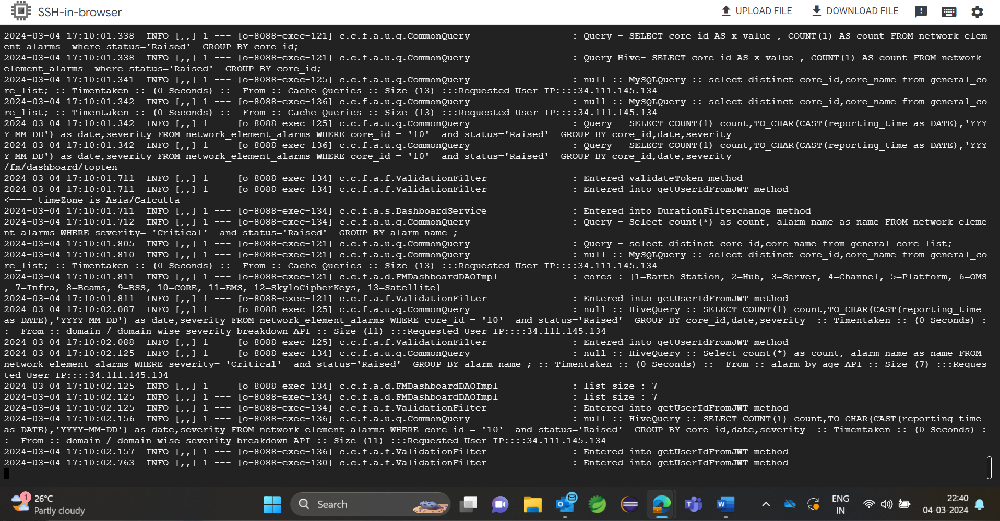 SSH-in-browser
UPLOAD FILE
DOWNLOAD FILE
2024-03-04 17:10:01.338  INFO [,,] 1 --- [o-8088-exec-121] c.c.f.a.u.q.CommonQuery                  : Query - SELECT core_id AS x_value , COUNT(1) AS count FROM network_elem
ent_alarms  where status='Raised'  GROUP BY core_id;
2024-03-04 17:10:01.338  INFO [,,] 1 --- [o-8088-exec-121] c.c.f.a.u.q.CommonQuery                  : Query Hive- SELECT core_id AS x_value , COUNT(1) AS count FROM network_
element_alarms  where status='Raised'  GROUP BY core_id;
2024-03-04 17:10:01.341  INFO [,,] 1 --- [o-8088-exec-125] c.c.f.a.u.q.CommonQuery                  : null :: MySQLQuery :: select distinct core_id,core_name from general_co
re_list; :: Timentaken :: (0 Seconds) ::  From :: Cache Queries :: Size (13) :::Requested User IP::::34.111.145.134
2024-03-04 17:10:01.342  INFO [,,] 1 --- [o-8088-exec-136] c.c.f.a.u.q.CommonQuery                  : null :: MySQLQuery :: select distinct core_id,core_name from general_co
re_list; :: Timentaken :: (0 Seconds) ::  From :: Cache Queries :: Size (13) :::Requested User IP::::34.111.145.134
2024-03-04 17:10:01.342  INFO [,,] 1 --- [o-8088-exec-125] c.c.f.a.u.q.CommonQuery                  : Query - SELECT COUNT(1) count,TO_CHAR(CAST(reporting_time as DATE),'YYY
Y-MM-DD') as date,severity FROM network_element_alarms WHERE core_id = '10'  and status='Raised'  GROUP BY core_id,date,severity
2024-03-04 17:10:01.342  INFO [,,] 1 --- [o-8088-exec-136] c.c.f.a.u.q.CommonQuery                  : Query - SELECT COUNT(1) count,TO_CHAR(CAST(reporting_time as DATE),'YYY
Y-MM-DD') as date,severity FROM network_element_alarms WHERE core_id = '10'  and status='Raised'  GROUP BY core_id,date,severity
/fm/dashboard/topten
2024-03-04 17:10:01.711  INFO [,,] 1 --- [o-8088-exec-134] c.c.f.a.f.ValidationFilter               : Entered validateToken method
2024-03-04 17:10:01.711  INFO [,,] 1 --- [o-8088-exec-134] c.c.f.a.f.ValidationFilter               : Entered into getUserIdFromJWT method
<==== timeZone is Asia/Calcutta
2024-03-04 17:10:01.711  INFO [,,] 1 --- [o-8088-exec-134] c.c.f.a.s.DashboardService               : Entered into DurationFilterchange method
2024-03-04 17:10:01.712  INFO [,,] 1 --- [o-8088-exec-134] c.c.f.a.u.q.CommonQuery                  : Query - Select count(*) as count, alarm_name as name FROM network_eleme
nt_alarms WHERE severity= 'Critical'  and status='Raised'  GROUP BY alarm_name ;
2024-03-04 17:10:01.805  INFO [,,] 1 --- [o-8088-exec-121] c.c.f.a.u.q.CommonQuery                  : Query - select distinct core_id,core_name from general_core_list;
2024-03-04 17:10:01.810  INFO [,,] 1 --- [o-8088-exec-121] c.c.f.a.u.q.CommonQuery                  : null :: MySQLQuery :: select distinct core_id,core_name from general_co
re_list; :: Timentaken :: (0 Seconds) ::  From :: Cache Queries :: Size (13) :::Requested User IP::::34.111.145.134
2024-03-04 17:10:01.811  INFO [,,] 1 --- [o-8088-exec-121] c.c.f.a.d.FMDashboardDAOImpl             : cores : {1=Earth Station, 2=Hub, 3=Server, 4=Channel, 5=Platform, 6=OMS
, 7=Infra, 8=Beams, 9=BSS, 10=CORE, 11=EMS, 12=SkyloCipherKeys, 13=Satellite}
2024-03-04 17:10:01.811  INFO [,,] 1 --- [o-8088-exec-121] c.c.f.a.f.ValidationFilter               : Entered into getUserIdFromJWT method
2024-03-04 17:10:02.087  INFO [,,] 1 --- [o-8088-exec-125] c.c.f.a.u.q.CommonQuery                  : null :: HiveQuery :: SELECT COUNT(1) count,TO_CHAR(CAST(reporting_time
as DATE),'YYYY-MM-DD') as date,severity FROM network_element_alarms WHERE core_id = '10'  and status='Raised'  GROUP BY core_id,date,severity  :: Timentaken :: (0 Seconds) :
:  From :: domain / domain wise severity breakdown API :: Size (11) :::Requested User IP::::34.111.145.134
2024-03-04 17:10:02.088  INFO [,,] 1 --- [o-8088-exec-125] c.c.f.a.f.ValidationFilter               : Entered into getUserIdFromJWT method
2024-03-04 17:10:02.125  INFO [,,] 1 --- [o-8088-exec-134] c.c.f.a.u.q.CommonQuery                  : null :: HiveQuery :: Select count(*) as count, alarm_name as name FROM
network_element_alarms WHERE severity= 'Critical'  and status='Raised'  GROUP BY alarm_name ; :: Timentaken :: (0 Seconds) ::  From :: alarm by age API :: Size (7) :::Reques
ted User IP::::34.111.145.134
2024-03-04 17:10:02.125  INFO [,,] 1 --- [o-8088-exec-134] c.c.f.a.d.FMDashboardDAOImpl             : list size : 7
2024-03-04 17:10:02.125  INFO [,,] 1 --- [o-8088-exec-134] c.c.f.a.d.FMDashboardDAOImpl             : list size : 7
2024-03-04 17:10:02.125  INFO [,,] 1 --- [o-8088-exec-134] c.c.f.a.f.ValidationFilter               : Entered into getUserIdFromJWT method
2024-03-04 17:10:02.156  INFO [,,] 1 --- [o-8088-exec-136] c.c.f.a.u.q.CommonQuery                  : null :: HiveQuery :: SELECT COUNT(1) count,TO_CHAR(CAST(reporting_time
as DATE),'YYYY-MM-DD') as date,severity FROM network_element_alarms WHERE core_id = '10'  and status='Raised'  GROUP BY core_id,date,severity  :: Timentaken :: (0 Seconds) :
:  From :: domain / domain wise severity breakdown API :: Size (11) :::Requested User IP::::34.111.145.134
2024-03-04 17:10:02.157  INFO [,,] 1 --- [o-8088-exec-136] c.c.f.a.f.ValidationFilter               : Entered into getUserIdFromJWT method
2024-03-04 17:10:02.763  INFO [,,] 1 --- [o-8088-exec-130] c.c.f.a.f.ValidationFilter               : Entered into getUserIdFromJWT method
1
26°C
Partly cloudy
Search
ENG
IN
22:40
04-03-2024